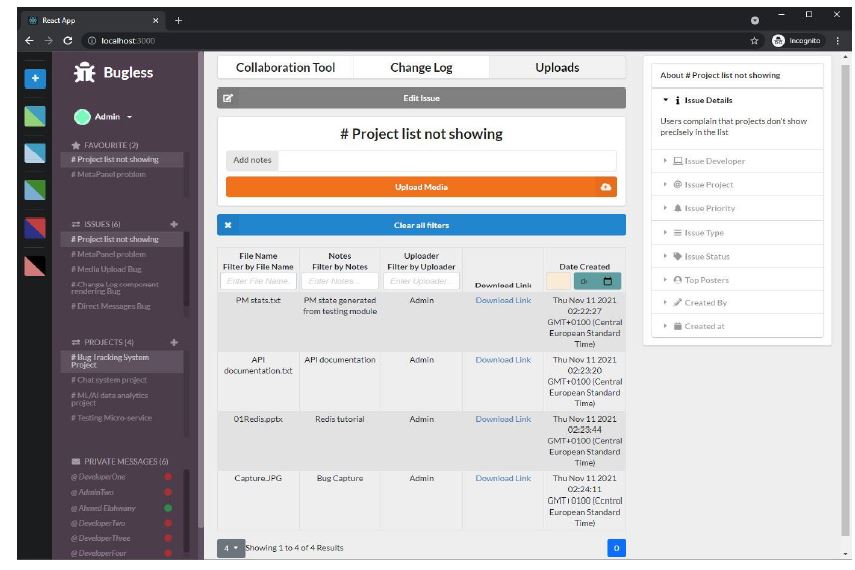 React App
localhost:3000
Incognito
Bugless
Admin
FAVOURITE (2)
# Project list not showing
# MetaPanel problem
ISSUES (6)
# Project list not showing
# MetaPanel problem
# Media Upload Bug
# Change Log component
rendering Bug
# Direct Messages Bug
PROJECTS (4)
# Bug Tracking System
Project
# Chat system project
# ML/AI data analytics
project
# Testing Micro-service
PRIVATE MESSAGES (6)
@ DeveloperOne
@ AdminTwo
@ Ahmed Elahwany
@ DeveloperTwo
@ DeveloperThree
@ DeveloperFour
Collaboration Tool Change Log Uploads
Edit Issue
# Project list not showing
Add notes
Upload Media
Clear all filters
File Name Notes Uploader
Filter by File Name Filter by Notes Filter by Uploader Date Created
Enter File Name... Enter Notes... Enter Uploader... Download Link
PM stats.txt PM state generated Admin Download Link Thu Nov 11 2021
from testing module 02:22:27
GMT+0100 (Central
European Standard
Time)
API API documentation Admin Download Link Thu Nov 11 2021
documentation.txt 02:23:20
GMT+0100 (Central
European Standard
Time)
01Redis.pptx Redis tutorial Admin Download Link Thu Nov 11 2021
02:23:44
GMT+0100 (Central
European Standard
Time)
Capture.JPG Bug Capture Admin Download Link Thu Nov 11 2021
02:24:11
GMT+0100 (Central
European Standard
Time)
4 Showing 1 to 4 of 4 Results 0
About # Project list not showing
Issue Details
Users complain that projects don't show
precisely in the list
Issue Developer
Issue Project
Issue Priority
Issue Type
Issue Status
Top Posters
Created By
Created at